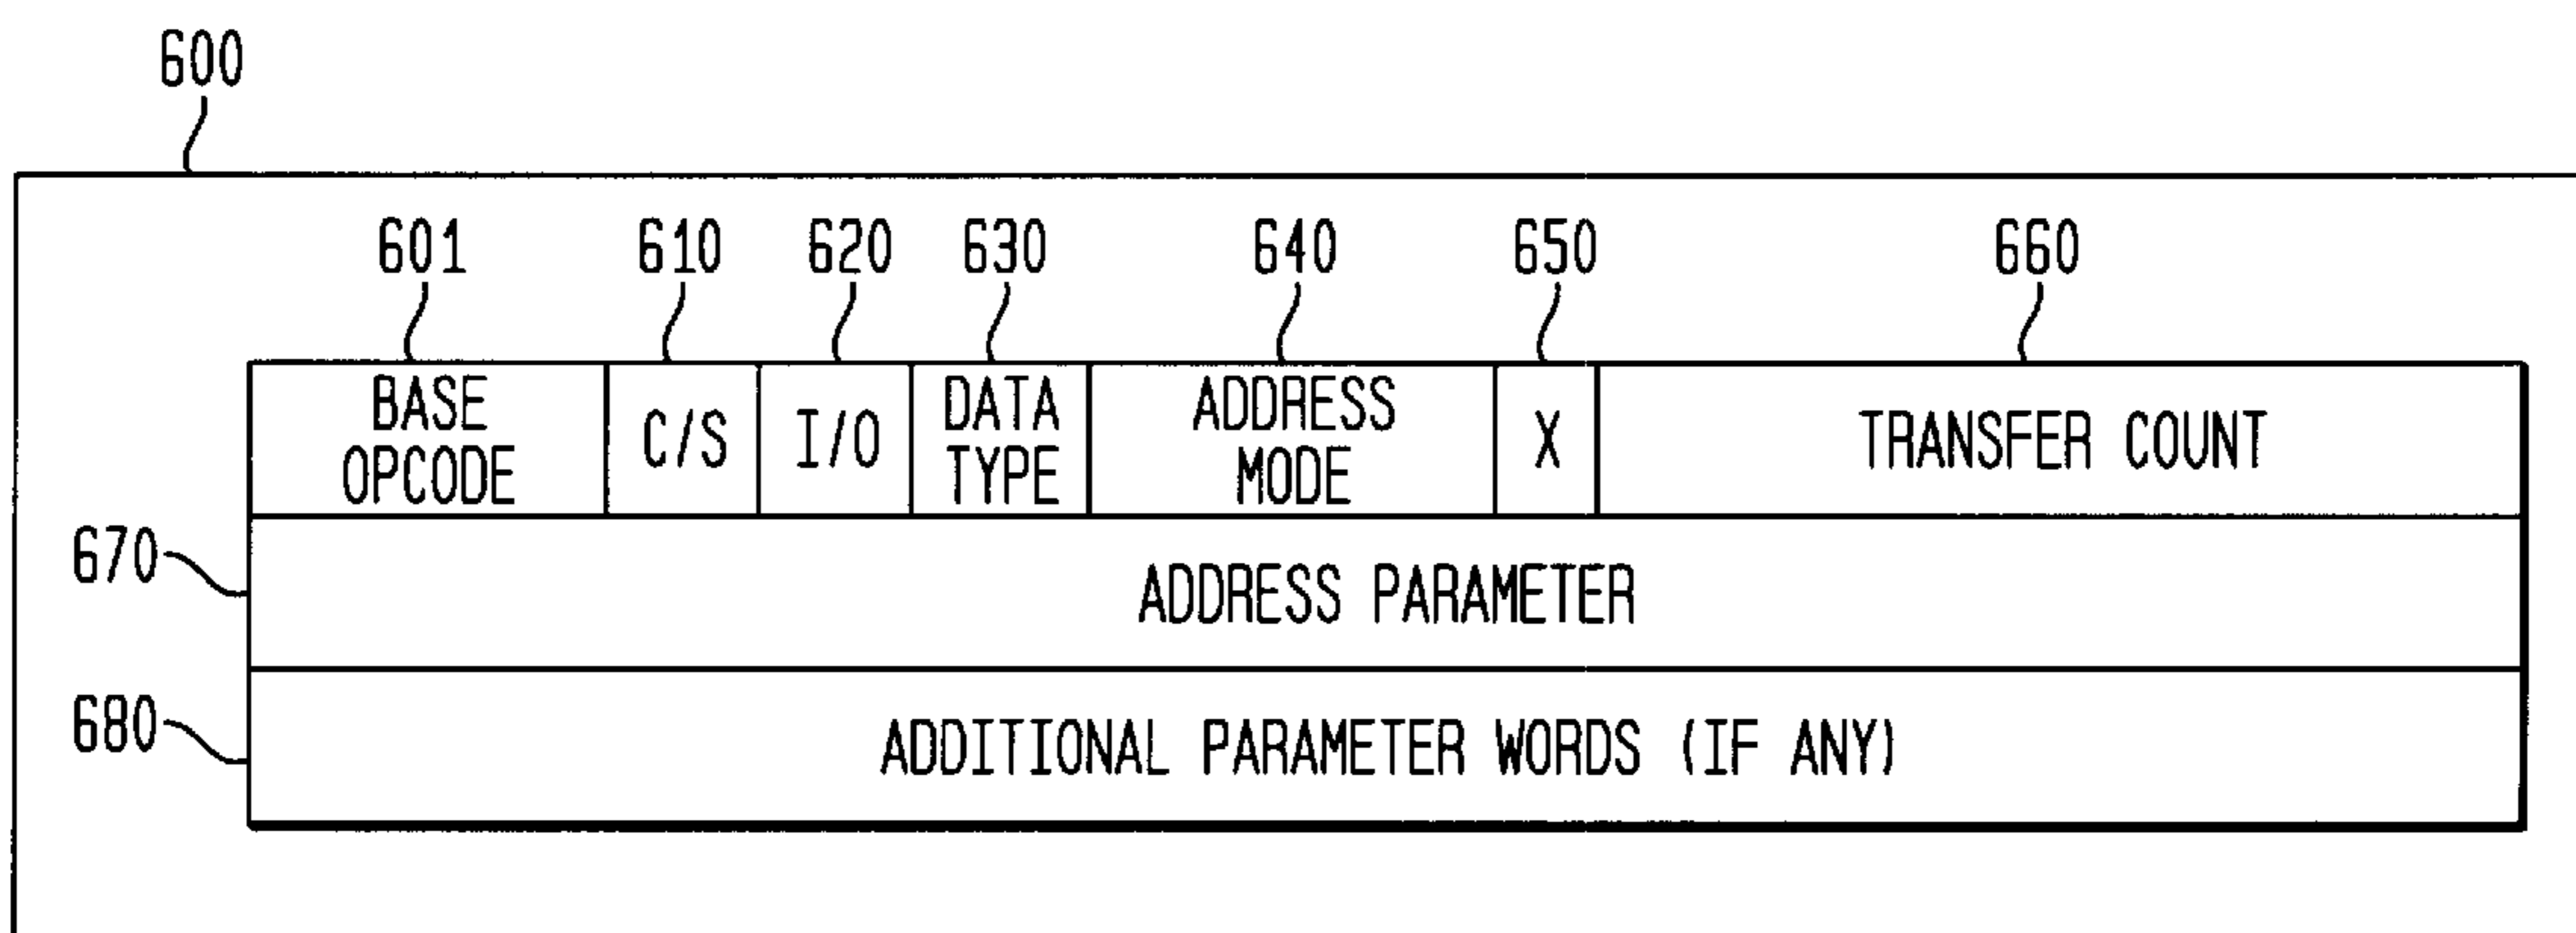 600
601 610 620 630 640 650 660
BASE OPCODE C/S I/O DATA TYPE ADDRESS MODE X TRANSFER COUNT
670 ADDRESS PARAMETER
680 ADDITIONAL PARAMETER WORDS (IF ANY)